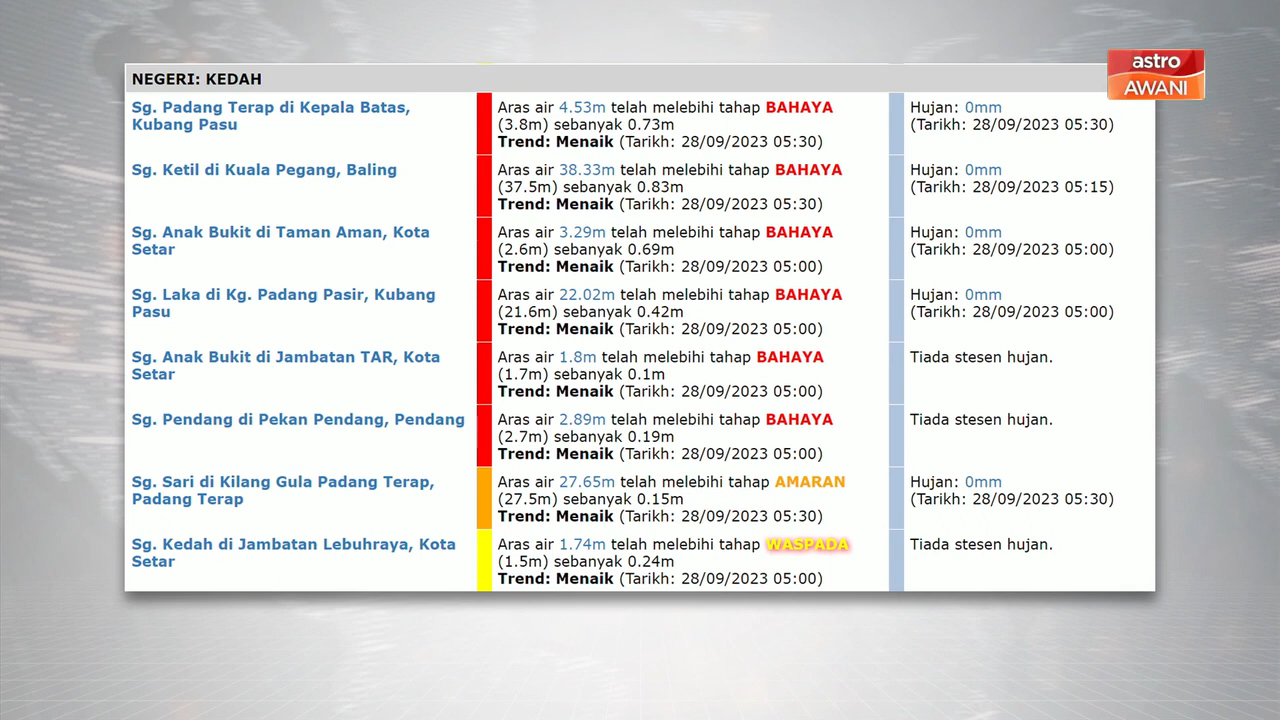 astro
AWANI
NEGERI: KEDAH
Sg. Padang Terap di Kepala Batas,
Kubang Pasu
Aras air 4.53m telah melebihi tahap BAHAYA
(3.8m) sebanyak 0.73m
Trend: Menaik (Tarikh: 28/09/2023 05:30)
Hujan: 0mm
(Tarikh: 28/09/2023 05:30)
Sg. Ketil di Kuala Pegang, Baling
Aras air 38.33m telah melebihi tahap BAHAYA
(37.5m) sebanyak 0.83m
Trend: Menaik (Tarikh: 28/09/2023 05:30)
Hujan: 0mm
(Tarikh: 28/09/2023 05:15)
Sg. Anak Bukit di Taman Aman, Kota
Setar
Aras air 3.29m telah melebihi tahap BAHAYA
(2.6m) sebanyak 0.69m
Trend: Menaik (Tarikh: 28/09/2023 05:00)
Hujan: 0mm
(Tarikh: 28/09/2023 05:00)
Sg. Laka di Kg. Padang Pasir, Kubang
Pasu
Aras air 22.02m telah melebihi tahap BAHAYA
(21.6m) sebanyak 0.42m
Trend: Menaik (Tarikh: 28/09/2023 05:00)
Hujan: 0mm
(Tarikh: 28/09/2023 05:00)
Sg. Anak Bukit di Jambatan TAR, Kota
Setar
Aras air 1.8m telah melebihi tahap BAHAYA
(1.7m) sebanyak 0.1m
Trend: Menaik (Tarikh: 28/09/2023 05:00)
Tiada stesen hujan.
Sg. Pendang di Pekan Pendang, Pendang
Aras air 2.89m telah melebihi tahap BAHAYA
(2.7m) sebanyak 0.19m
Trend: Menaik (Tarikh: 28/09/2023 05:00)
Tiada stesen hujan.
Sg. Sari di Kilang Gula Padang Terap,
Padang Terap
Aras air 27.65m telah melebihi tahap AMARAN
(27.5m) sebanyak 0.15m
Trend: Menaik (Tarikh: 28/09/2023 05:30)
Hujan: 0mm
(Tarikh: 28/09/2023 05:30)
Sg. Kedah di Jambatan Lebuhraya, Kota
Setar
Aras air 1.74m telah melebihi tahap WASPADA
(1.5m) sebanyak 0.24m
Trend: Menaik (Tarikh: 28/09/2023 05:00)
Tiada stesen hujan.